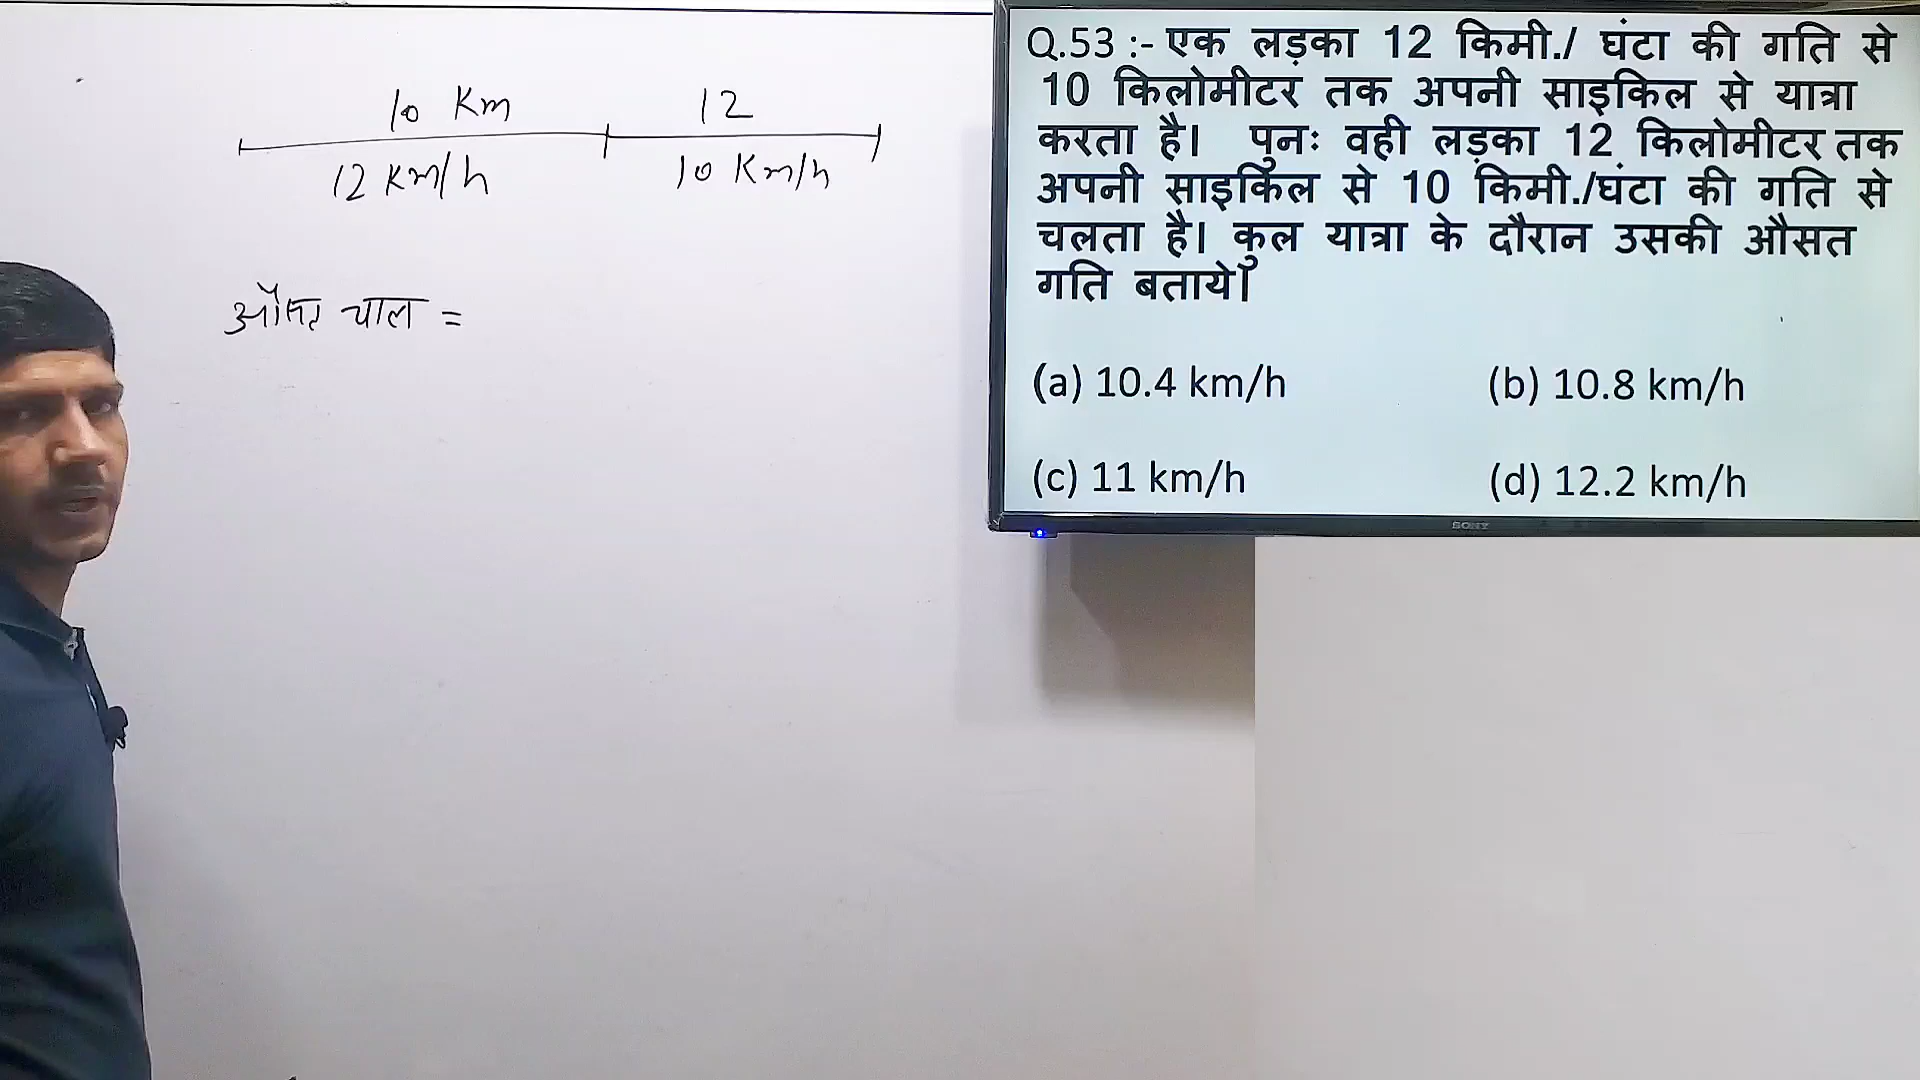 10 Km 12
12 Km/h 10 Km/h
औसत चाल =
Q.53 :- एक लड़का 12 किमी./ घंटा की गति से
10 किलोमीटर तक अपनी साइकिल से यात्रा
करता है। पुनः वही लड़का 12 किलोमीटर तक
अपनी साइकिल से 10 किमी./घंटा की गति से
चलता है। कुल यात्रा के दौरान उसकी औसत
गति बताये।
(a) 10.4 km/h (b) 10.8 km/h
(c) 11 km/h (d) 12.2 km/h
SONY